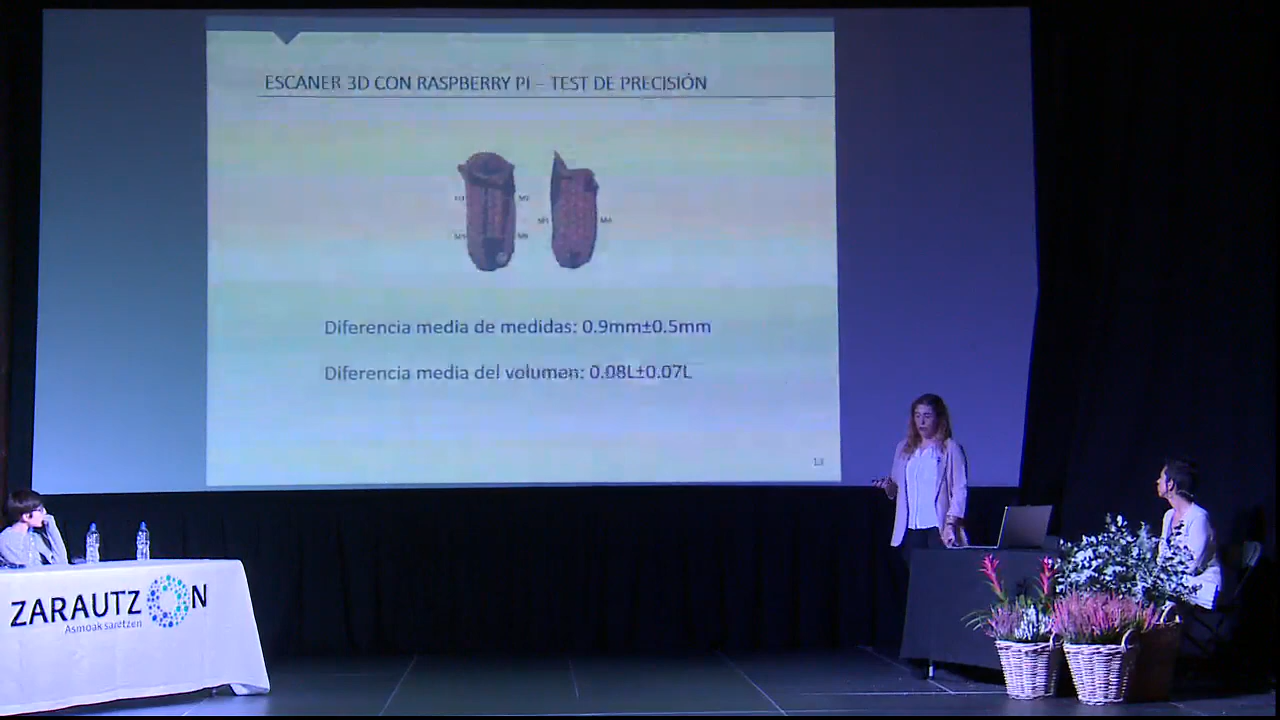 ESCANER 3D CON RASPBERRY PI – TEST DE PRECISIÓN
Diferencia media de medidas: 0.9mm±0.5mm
Diferencia media del volumen: 0.08L±0.07L
13
ZARAUTZ ON
Asmoak saretzen